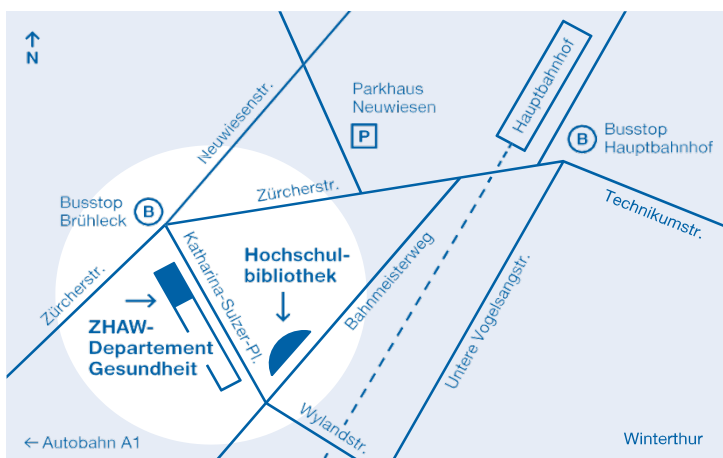 N
Neuwiesenstr.
Parkhaus
Neuwiesen
P
Hauptbahnhof
B
Busstop
Hauptbahnhof
Busstop
Brühleck
B
Zürcherstr.
Technikumstr.
Zürcherstr.
Katharina-Sulzer-Pl.
Hochschul-
bibliothek
Bahnmeisterweg
Untere Vogelsangstr.
ZHAW-
Departement
Gesundheit
Wylandstr.
← Autobahn A1
Winterthur